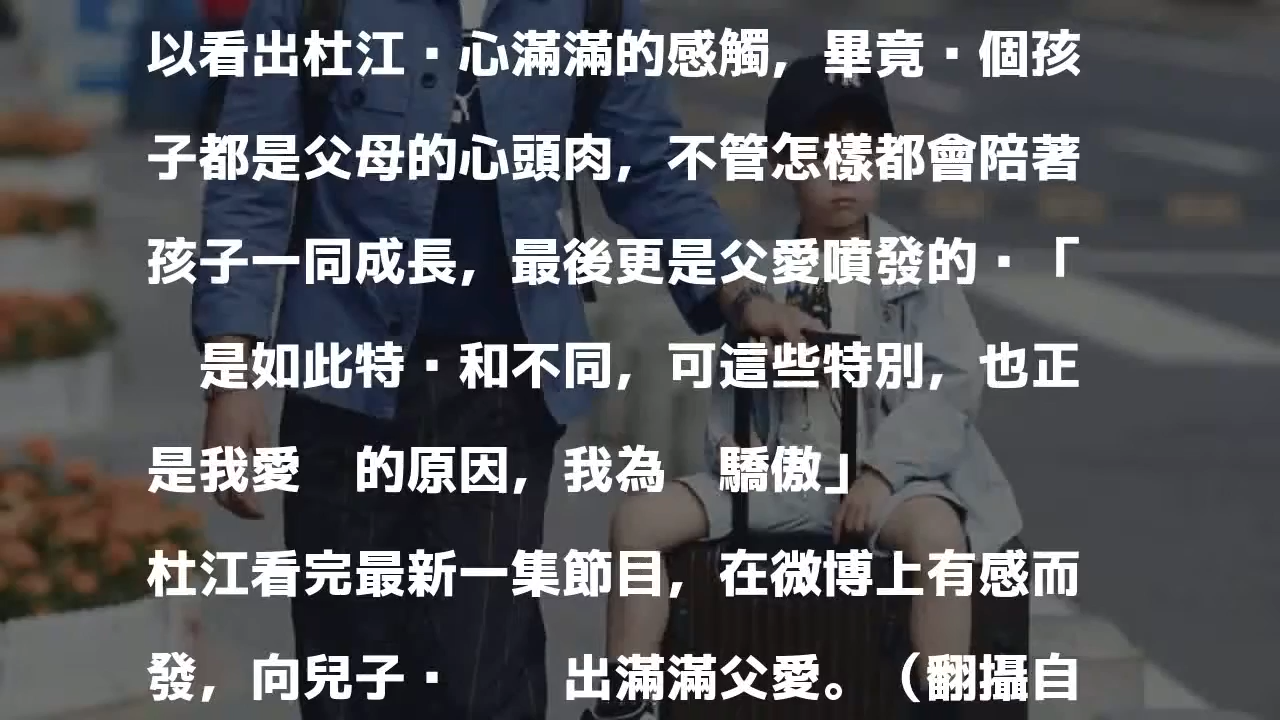 以看出杜江·心滿滿的感觸，畢竟·個孩
子都是父母的心頭肉，不管怎樣都會陪著
孩子一同成長，最後更是父愛噴發的·「
　是如此特·和不同，可這些特別，也正
是我愛　的原因，我為　驕傲」
杜江看完最新一集節目，在微博上有感而
發，向兒子·　　出滿滿父愛。（翻攝自